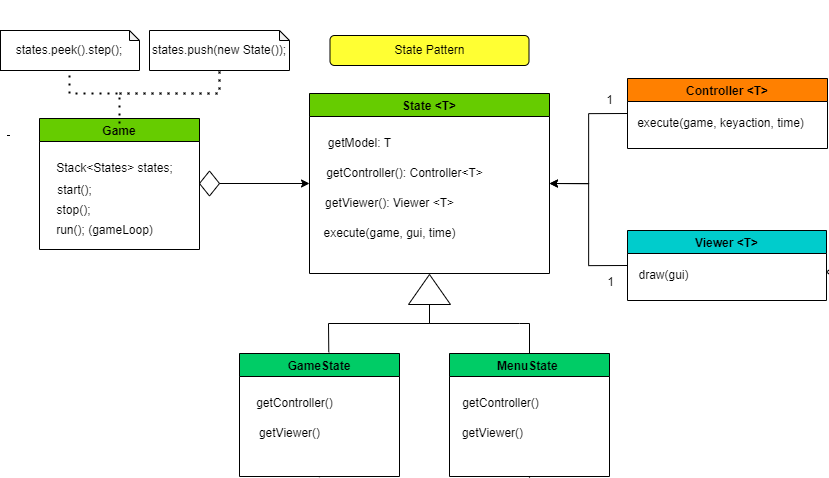 states.peek().step();
states.push(new State());
State Pattern
Game
Stack<States> states;
start();
stop();
run(); (gameLoop)
State <T>
getModel: T
getController(): Controller<T>
getViewer(): Viewer <T>
execute(game, gui, time)
1
Controller <T>
execute(game, keyaction, time)
Viewer <T>
draw(gui)
1
GameState
getController()
getViewer()
MenuState
getController()
getViewer()